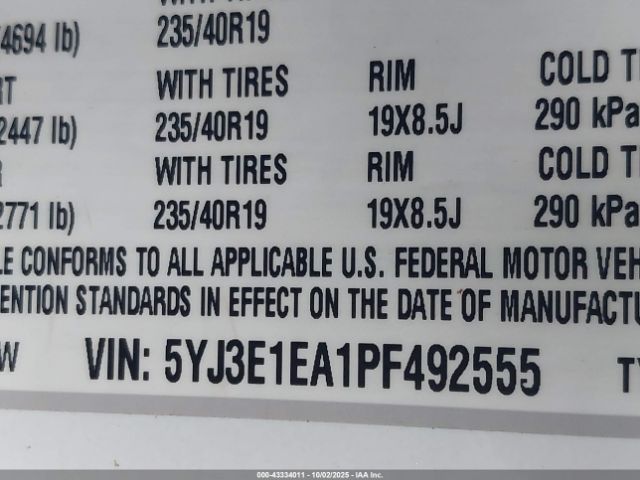 4694 lb) 235/40R19
RT WITH TIRES RIM COLD TI
2447 lb) 235/40R19 19X8.5J 290 kPa
R WITH TIRES RIM COLD TI
2771 lb) 235/40R19 19X8.5J 290 kPa
LE CONFORMS TO ALL APPLICABLE U.S. FEDERAL MOTOR VEH
ENTION STANDARDS IN EFFECT ON THE DATE OF MANUFACTU
W VIN: 5YJ3E1EA1PF492555 TY
000-43334011 - 10/02/2025 - IAA Inc.